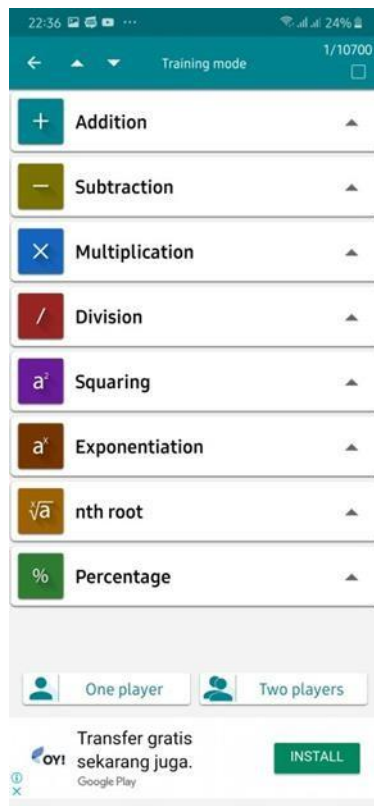 22:36 ... 24%
1/10700
Training mode
+ Addition
− Subtraction
× Multiplication
/ Division
a² Squaring
aˣ Exponentiation
ˣ√a nth root
% Percentage
One player Two players
Transfer gratis
OY! sekarang juga. INSTALL
Google Play